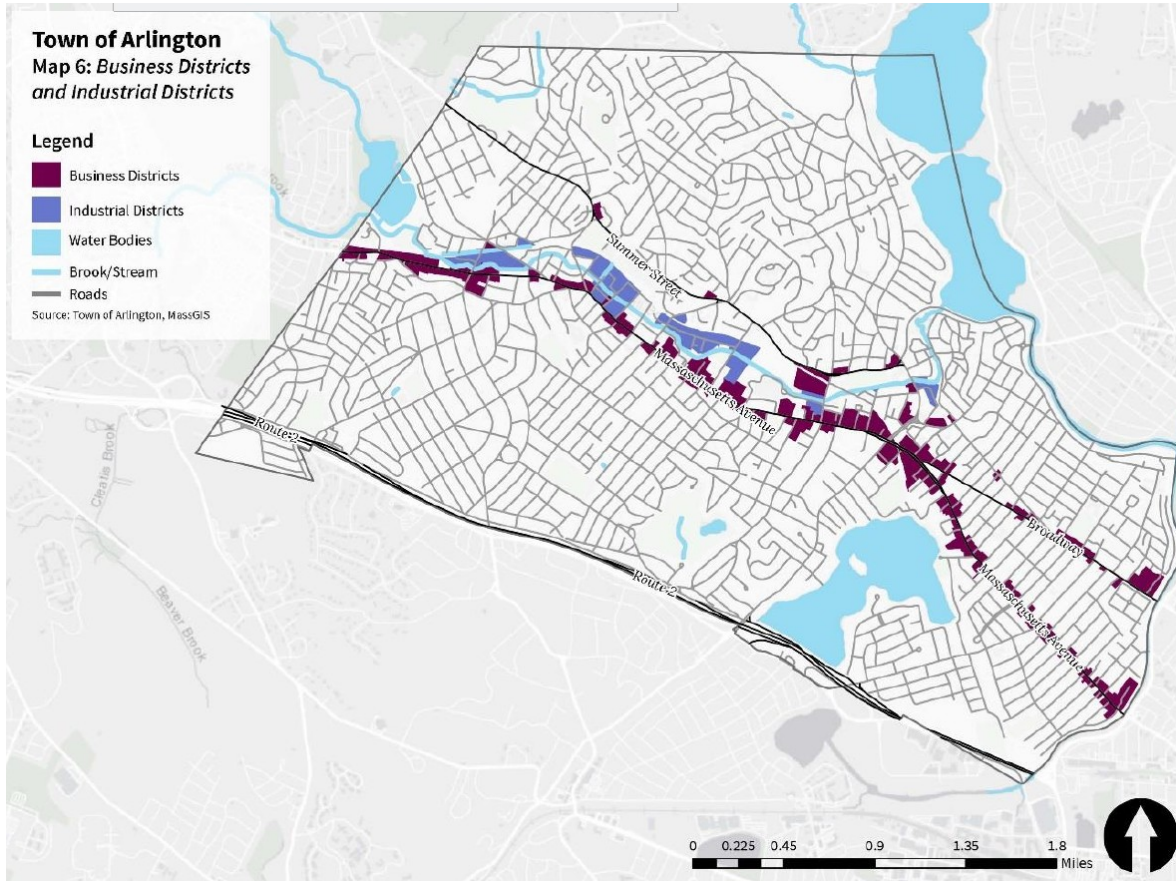 Town of Arlington
Map 6: Business Districts
and Industrial Districts
Legend
Business Districts
Industrial Districts
Water Bodies
Brook/Stream
Roads
Source: Town of Arlington, MassGIS
Summer Street
Massachusetts Avenue
Route 2
Cleatis Brook
Beaver Brook
Route 2
Broadway
Massachusetts Avenue
0 0.225 0.45 0.9 1.35 1.8
Miles